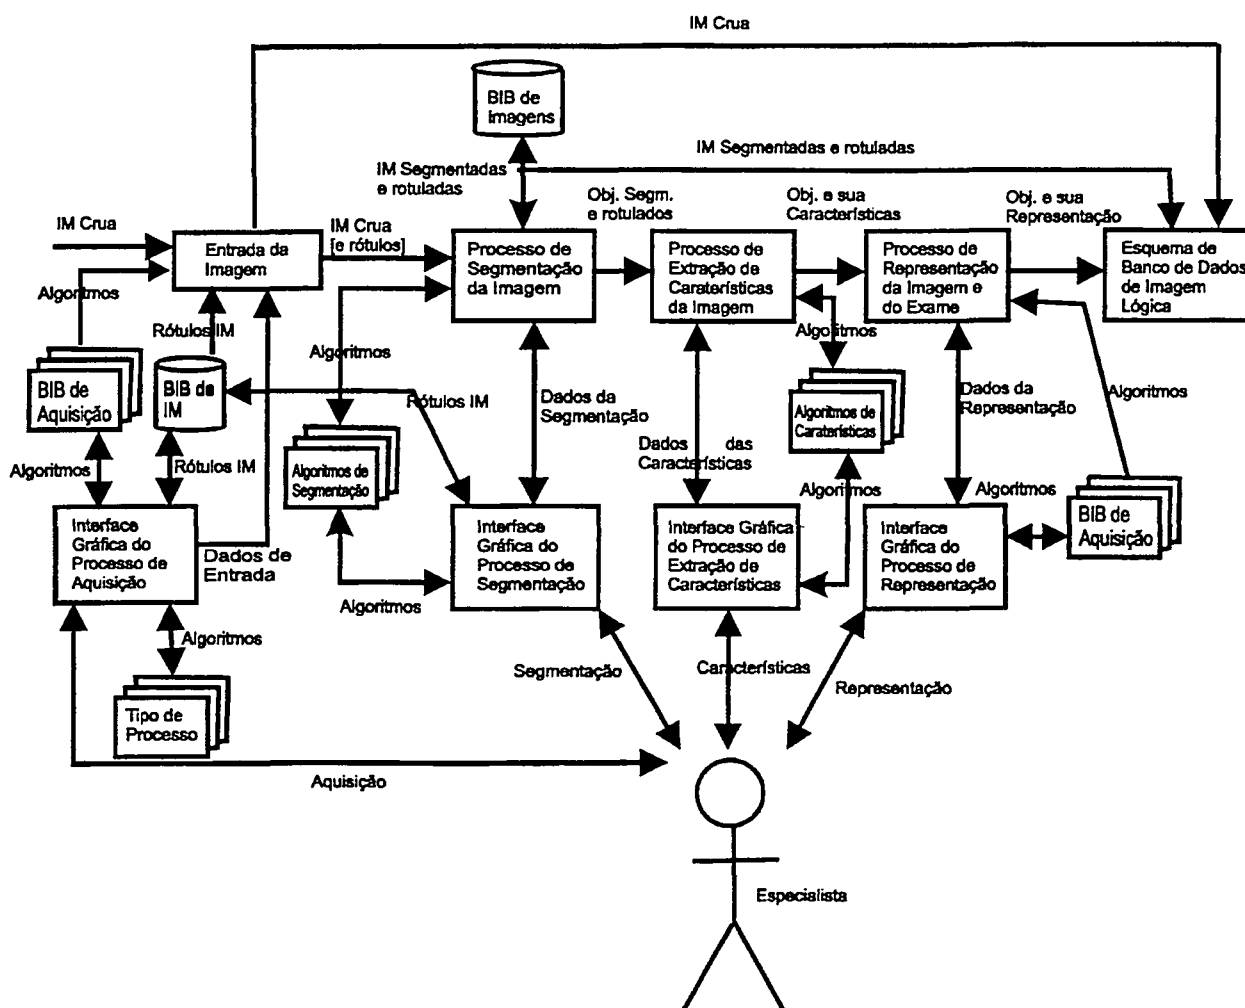 IM Crua
BIB de
Imagens
IM Segmentadas e rotuladas
IM Segmentadas
e rotuladas
Obj. Segm.
e rotulados
Obj. e sua
Características
Obj. e sua
Representação
IM Crua
IM Crua
[e rótulos]
Entrada da
Imagem
Processo de
Segmentação
da Imagem
Processo de
Extração de
Caraterísticas
da Imagem
Processo de
Representação
da Imagem e
do Exame
Esquema de
Banco de Dados
de Imagem
Lógica
Algoritmos
Rótulos IM
Algoritmos
Algoritmos
BIB de
Aquisição
BIB de
IM
Rótulos IM
Dados da
Segmentação
Algoritmos de
Caraterísticas
Dados da
Representação
Algoritmos
Algoritmos
Rótulos IM
Algoritmos de
Segmentação
Dados das
Características
Algoritmos
Algoritmos
BIB de
Aquisição
Interface
Gráfica do
Processo de
Aquisição
Dados de
Entrada
Interface
Gráfica do
Processo de
Segmentação
Interface Gráfica
do Processo de
Extração de
Características
Interface
Gráfica do
Processo de
Representação
Algoritmos
Algoritmos
Segmentação
Características
Representação
Tipo de
Processo
Aquisição
Especialista